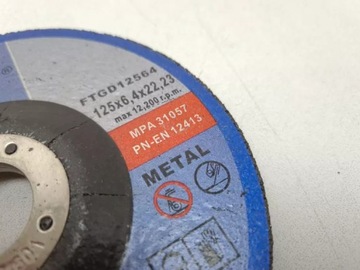 ®
FTGD12564
125x6,4x22,23
max 12,200 r.p.m.
MPA 31057
PN-EN 12413
METAL